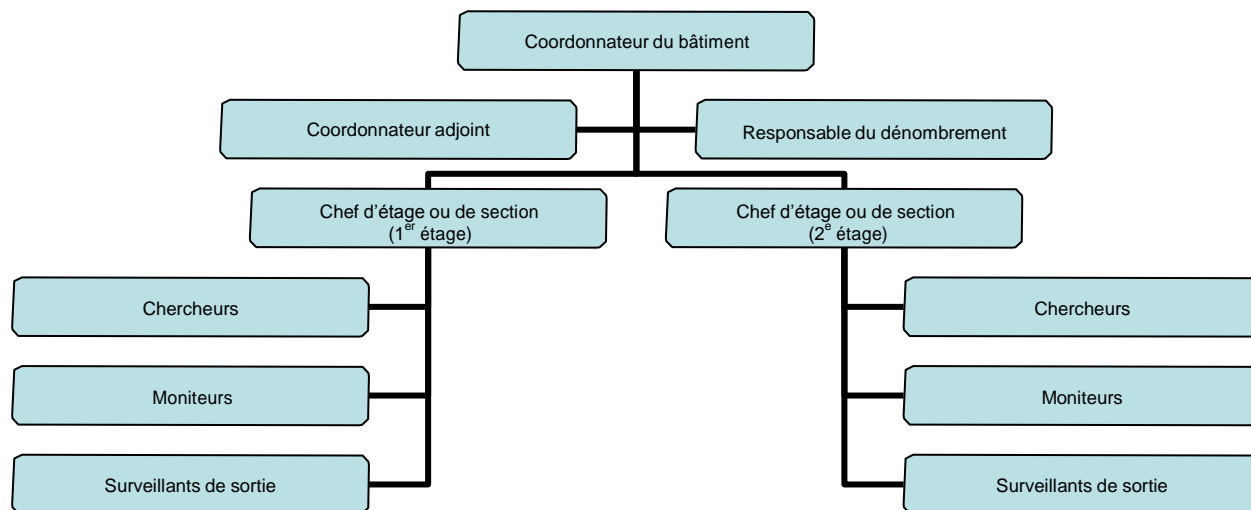 Coordonnateur du bâtiment
Coordonnateur adjoint
Responsable du dénombrement
Chef d'étage ou de section
(1er étage)
Chef d'étage ou de section
(2e étage)
Chercheurs
Chercheurs
Moniteurs
Moniteurs
Surveillants de sortie
Surveillants de sortie